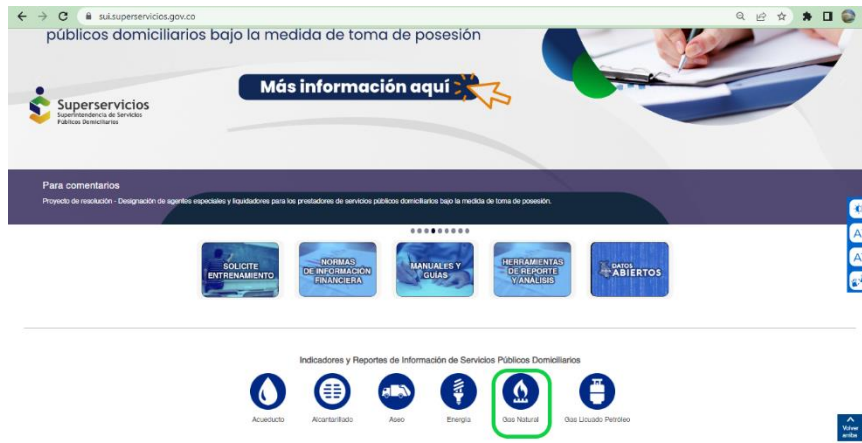 sui.superservicios.gov.co
públicos domiciliarios bajo la medida de toma de posesión
Más información aquí
Superservicios
Superintendencia de Servicios
Públicos Domiciliarios
Para comentarios
Proyecto de resolución - Designación de agentes especiales y liquidadores para los prestadores de servicios públicos domiciliarios bajo la medida de toma de posesión.
SOLICITE
ENTRENAMIENTO
NORMAS
DE INFORMACIÓN
FINANCIERA
MANUALES Y
GUÍAS
HERRAMIENTAS
DE REPORTE
Y ANÁLISIS
DATOS
ABIERTOS
Indicadores y Reportes de Información de Servicios Públicos Domiciliarios
Acueducto
Alcantarillado
Aseo
Energía
Gas Natural
Gas Licuado Petróleo
Volver
arriba